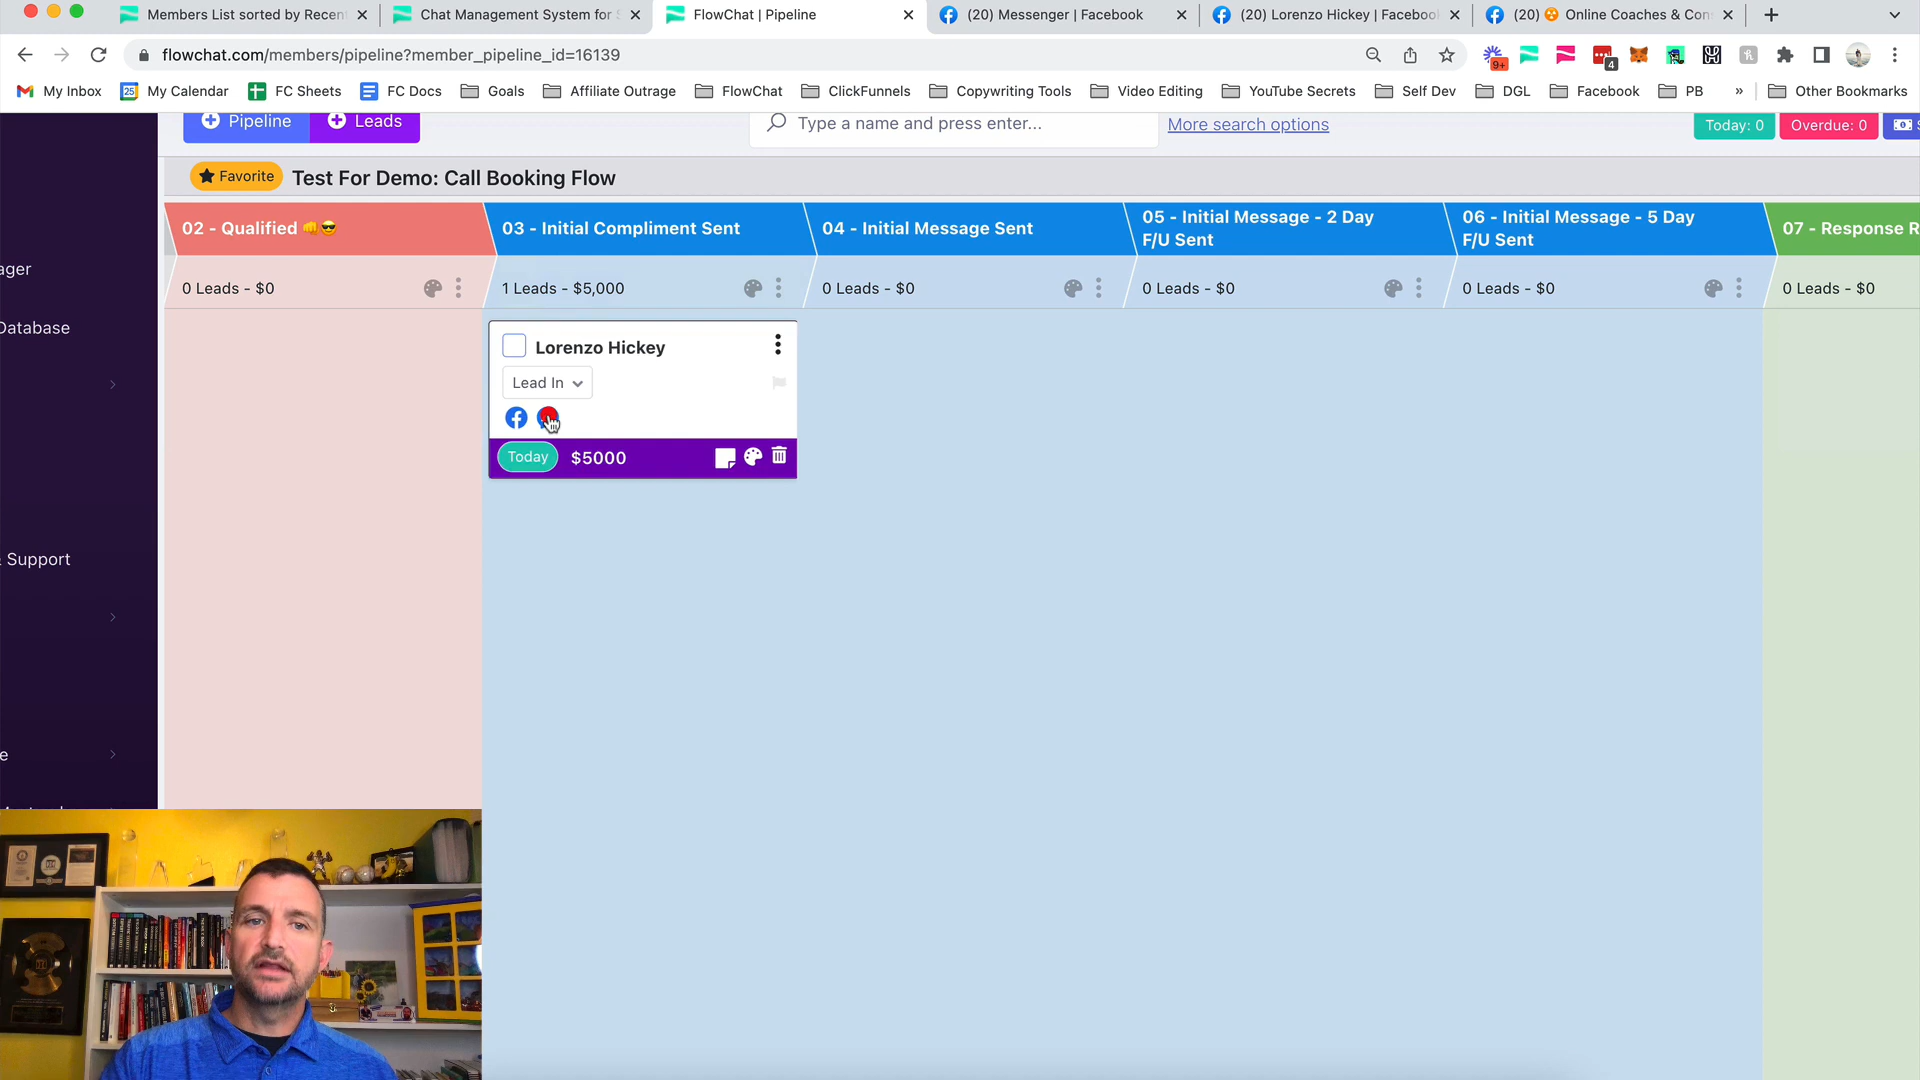 Members List sorted by Recent
Chat Management System for S
FlowChat | Pipeline
(20) Messenger | Facebook
(20) Lorenzo Hickey | Facebook
(20) Online Coaches & Con
flowchat.com/members/pipeline?member_pipeline_id=16139
9+
4
My Inbox
25
My Calendar
FC Sheets
FC Docs
Goals
Affiliate Outrage
FlowChat
ClickFunnels
Copywriting Tools
Video Editing
YouTube Secrets
Self Dev
DGL
Facebook
PB
»
Other Bookmarks
Pipeline
Leads
Type a name and press enter...
More search options
Today: 0
Overdue: 0
Favorite
Test For Demo: Call Booking Flow
02 - Qualified 👊😎
03 - Initial Compliment Sent
04 - Initial Message Sent
05 - Initial Message - 2 Day
F/U Sent
06 - Initial Message - 5 Day
F/U Sent
07 - Response R
0 Leads - $0
1 Leads - $5,000
0 Leads - $0
0 Leads - $0
0 Leads - $0
0 Leads - $0
ager
Database
& Support
e
Lorenzo Hickey
Lead In
Today
$5000